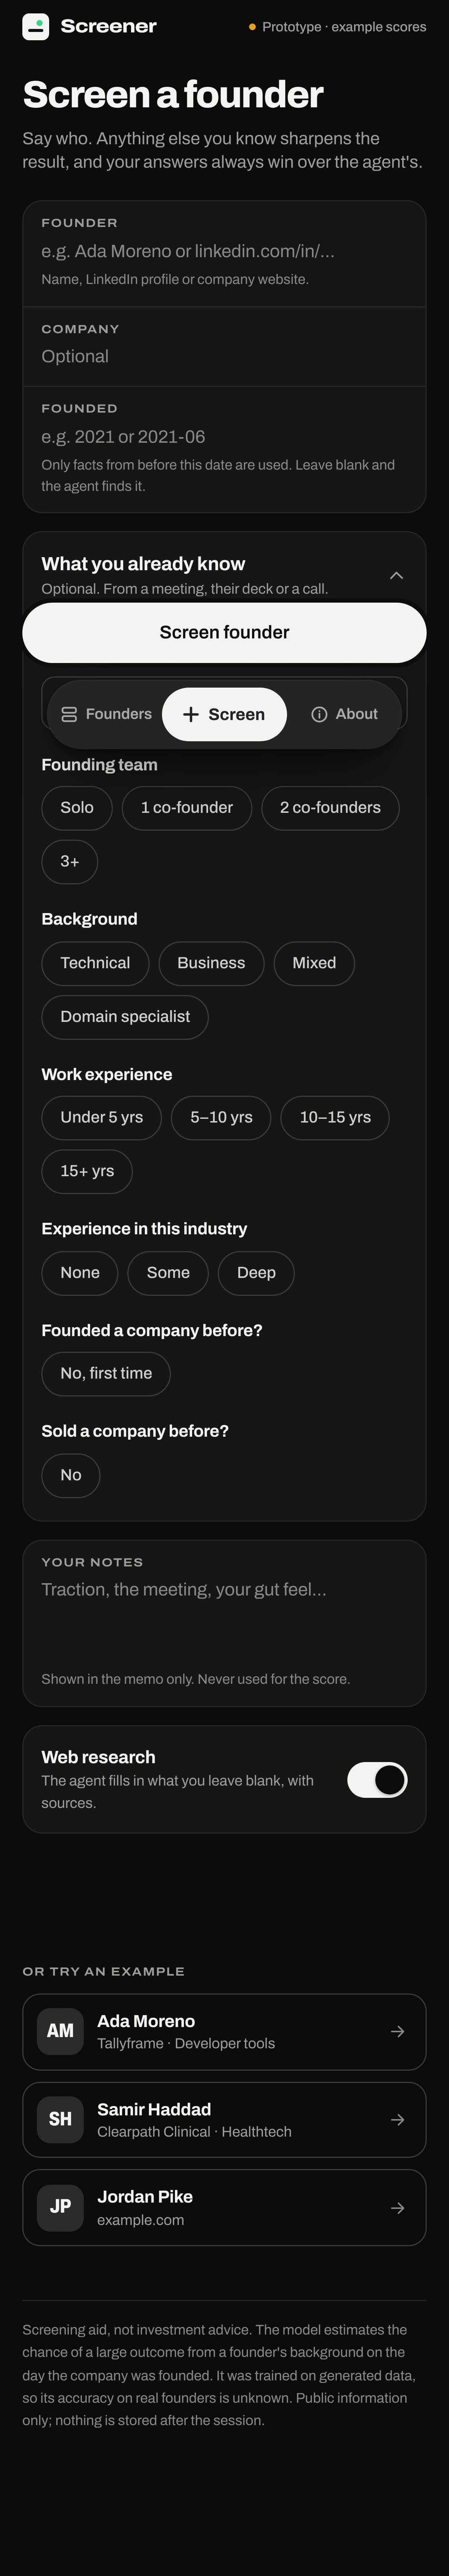 Screener
Prototype · example scores
Screen a founder
Say who. Anything else you know sharpens the
result, and your answers always win over the agent's.
FOUNDER
e.g. Ada Moreno or linkedin.com/in/...
Name, LinkedIn profile or company website.
COMPANY
Optional
FOUNDED
e.g. 2021 or 2021-06
Only facts from before this date are used. Leave blank and
the agent finds it.
What you already know
Optional. From a meeting, their deck or a call.
Screen founder
Founders
Screen
About
Founding team
Solo
1 co-founder
2 co-founders
3+
Background
Technical
Business
Mixed
Domain specialist
Work experience
Under 5 yrs
5–10 yrs
10–15 yrs
15+ yrs
Experience in this industry
None
Some
Deep
Founded a company before?
No, first time
Sold a company before?
No
YOUR NOTES
Traction, the meeting, your gut feel...
Shown in the memo only. Never used for the score.
Web research
The agent fills in what you leave blank, with
sources.
OR TRY AN EXAMPLE
AM
Ada Moreno
Tallyframe · Developer tools
SH
Samir Haddad
Clearpath Clinical · Healthtech
JP
Jordan Pike
example.com
Screening aid, not investment advice. The model estimates the
chance of a large outcome from a founder's background on the
day the company was founded. It was trained on generated data,
so its accuracy on real founders is unknown. Public information
only; nothing is stored after the session.